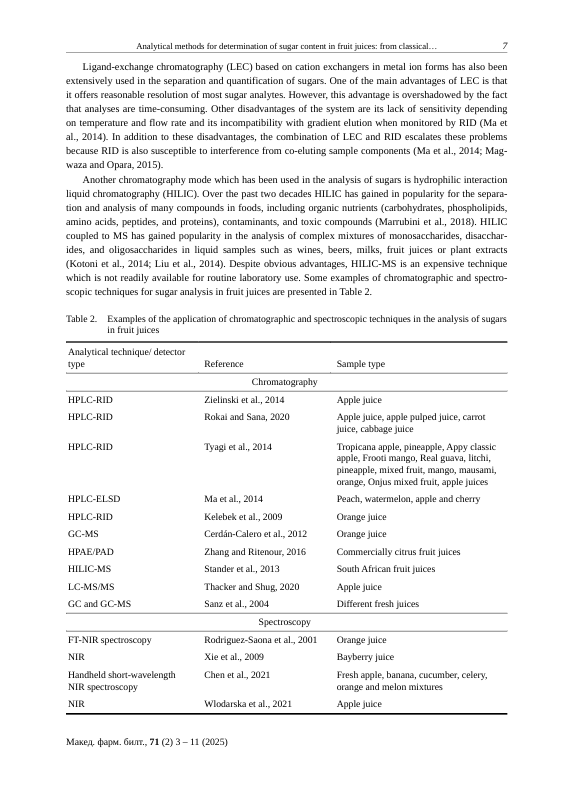 Analytical methods for determination of sugar content in fruit juices: from classical… 7
Ligand-exchange chromatography (LEC) based on cation exchangers in metal ion forms has also been
extensively used in the separation and quantification of sugars. One of the main advantages of LEC is that
it offers reasonable resolution of most sugar analytes. However, this advantage is overshadowed by the fact
that analyses are time-consuming. Other disadvantages of the system are its lack of sensitivity depending
on temperature and flow rate and its incompatibility with gradient elution when monitored by RID (Ma et
al., 2014). In addition to these disadvantages, the combination of LEC and RID escalates these problems
because RID is also susceptible to interference from co-eluting sample components (Ma et al., 2014; Mag-
waza and Opara, 2015).
Another chromatography mode which has been used in the analysis of sugars is hydrophilic interaction
liquid chromatography (HILIC). Over the past two decades HILIC has gained in popularity for the separa-
tion and analysis of many compounds in foods, including organic nutrients (carbohydrates, phospholipids,
amino acids, peptides, and proteins), contaminants, and toxic compounds (Marrubini et al., 2018). HILIC
coupled to MS has gained popularity in the analysis of complex mixtures of monosaccharides, disacchar-
ides, and oligosaccharides in liquid samples such as wines, beers, milks, fruit juices or plant extracts
(Kotoni et al., 2014; Liu et al., 2014). Despite obvious advantages, HILIC-MS is an expensive technique
which is not readily available for routine laboratory use. Some examples of chromatographic and spectro-
scopic techniques for sugar analysis in fruit juices are presented in Table 2.
Table 2. Examples of the application of chromatographic and spectroscopic techniques in the analysis of sugars
in fruit juices
Analytical technique/ detector
type Reference Sample type
Chromatography
HPLC-RID Zielinski et al., 2014 Apple juice
HPLC-RID Rokai and Sana, 2020 Apple juice, apple pulped juice, carrot
juice, cabbage juice
HPLC-RID Tyagi et al., 2014 Tropicana apple, pineapple, Appy classic
apple, Frooti mango, Real guava, litchi,
pineapple, mixed fruit, mango, mausami,
orange, Onjus mixed fruit, apple juices
HPLC-ELSD Ma et al., 2014 Peach, watermelon, apple and cherry
HPLC-RID Kelebek et al., 2009 Orange juice
GC-MS Cerdán-Calero et al., 2012 Orange juice
HPAE/PAD Zhang and Ritenour, 2016 Commercially citrus fruit juices
HILIC-MS Stander et al., 2013 South African fruit juices
LC-MS/MS Thacker and Shug, 2020 Apple juice
GC and GC-MS Sanz et al., 2004 Different fresh juices
Spectroscopy
FT-NIR spectroscopy Rodriguez-Saona et al., 2001 Orange juice
NIR Xie et al., 2009 Bayberry juice
Handheld short-wavelength Chen et al., 2021 Fresh apple, banana, cucumber, celery,
NIR spectroscopy orange and melon mixtures
NIR Wlodarska et al., 2021 Apple juice
Макед. фарм. билт., 71 (2) 3 – 11 (2025)